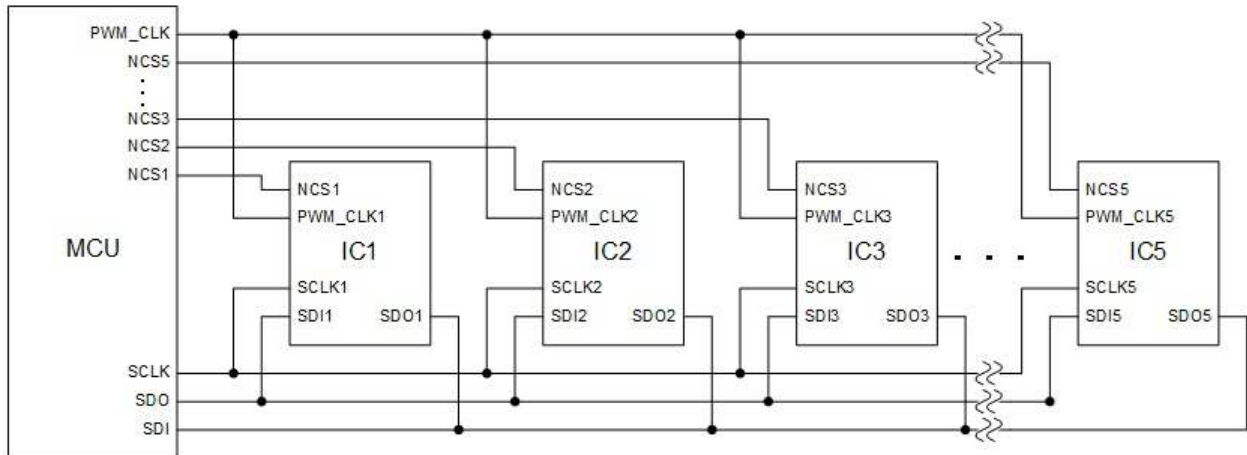 PWM_CLK
NCS5
NCS3
NCS2
NCS1
MCU
SCLK
SDO
SDI
NCS1
PWM_CLK1
IC1
SCLK1
SDI1 SDO1
NCS2
PWM_CLK2
IC2
SCLK2
SDI2 SDO2
NCS3
PWM_CLK3
IC3
SCLK3
SDI3 SDO3
NCS5
PWM_CLK5
IC5
SCLK5
SDI5 SDO5